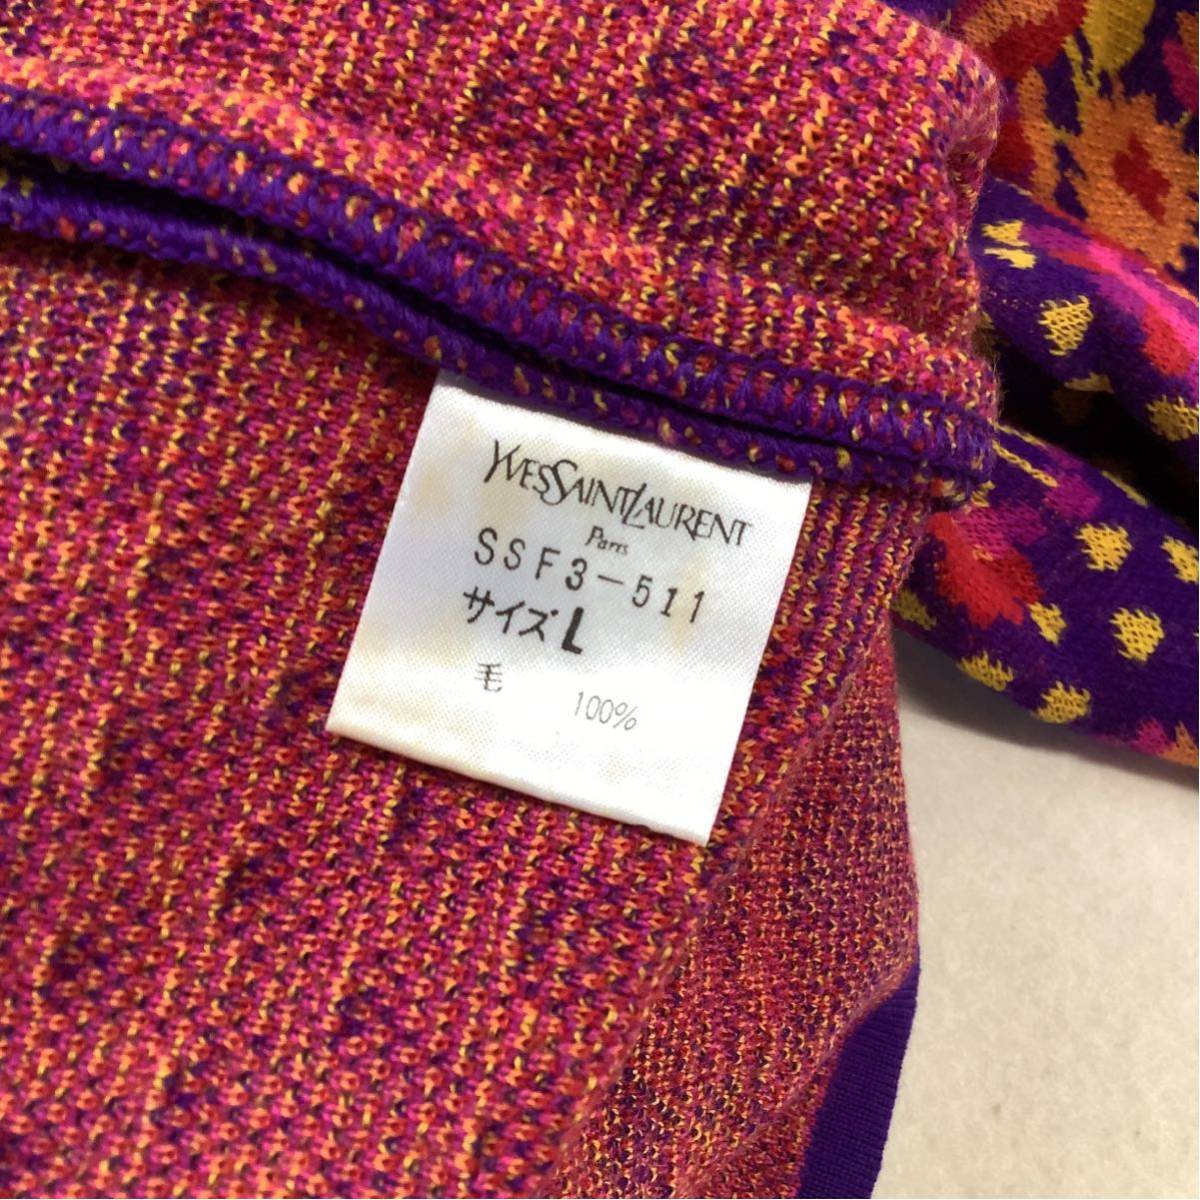 YVESSAINTLAURENT
Paris
SSF3-511
サイズL
毛 100%